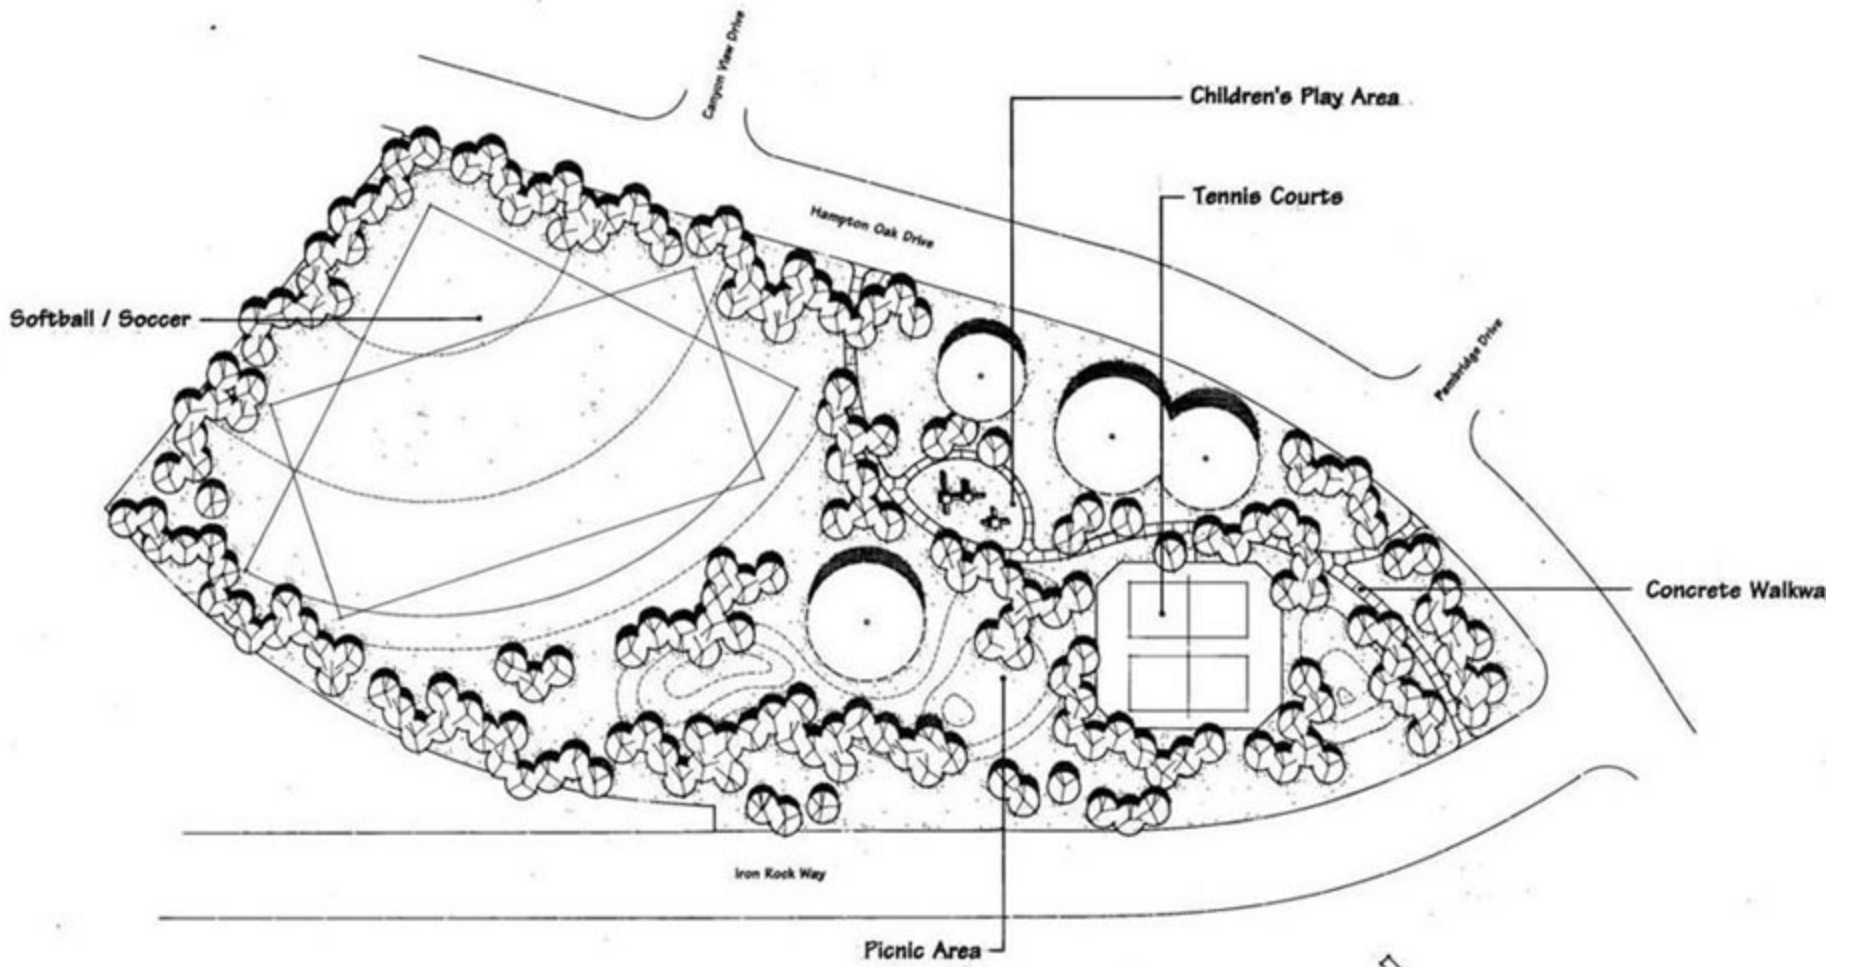 Canyon View Drive
Children's Play Area
Tennis Courts
Hampton Oak Drive
Softball / Soccer
Pembridge Drive
Concrete Walkwa
Iron Rock Way
Picnic Area